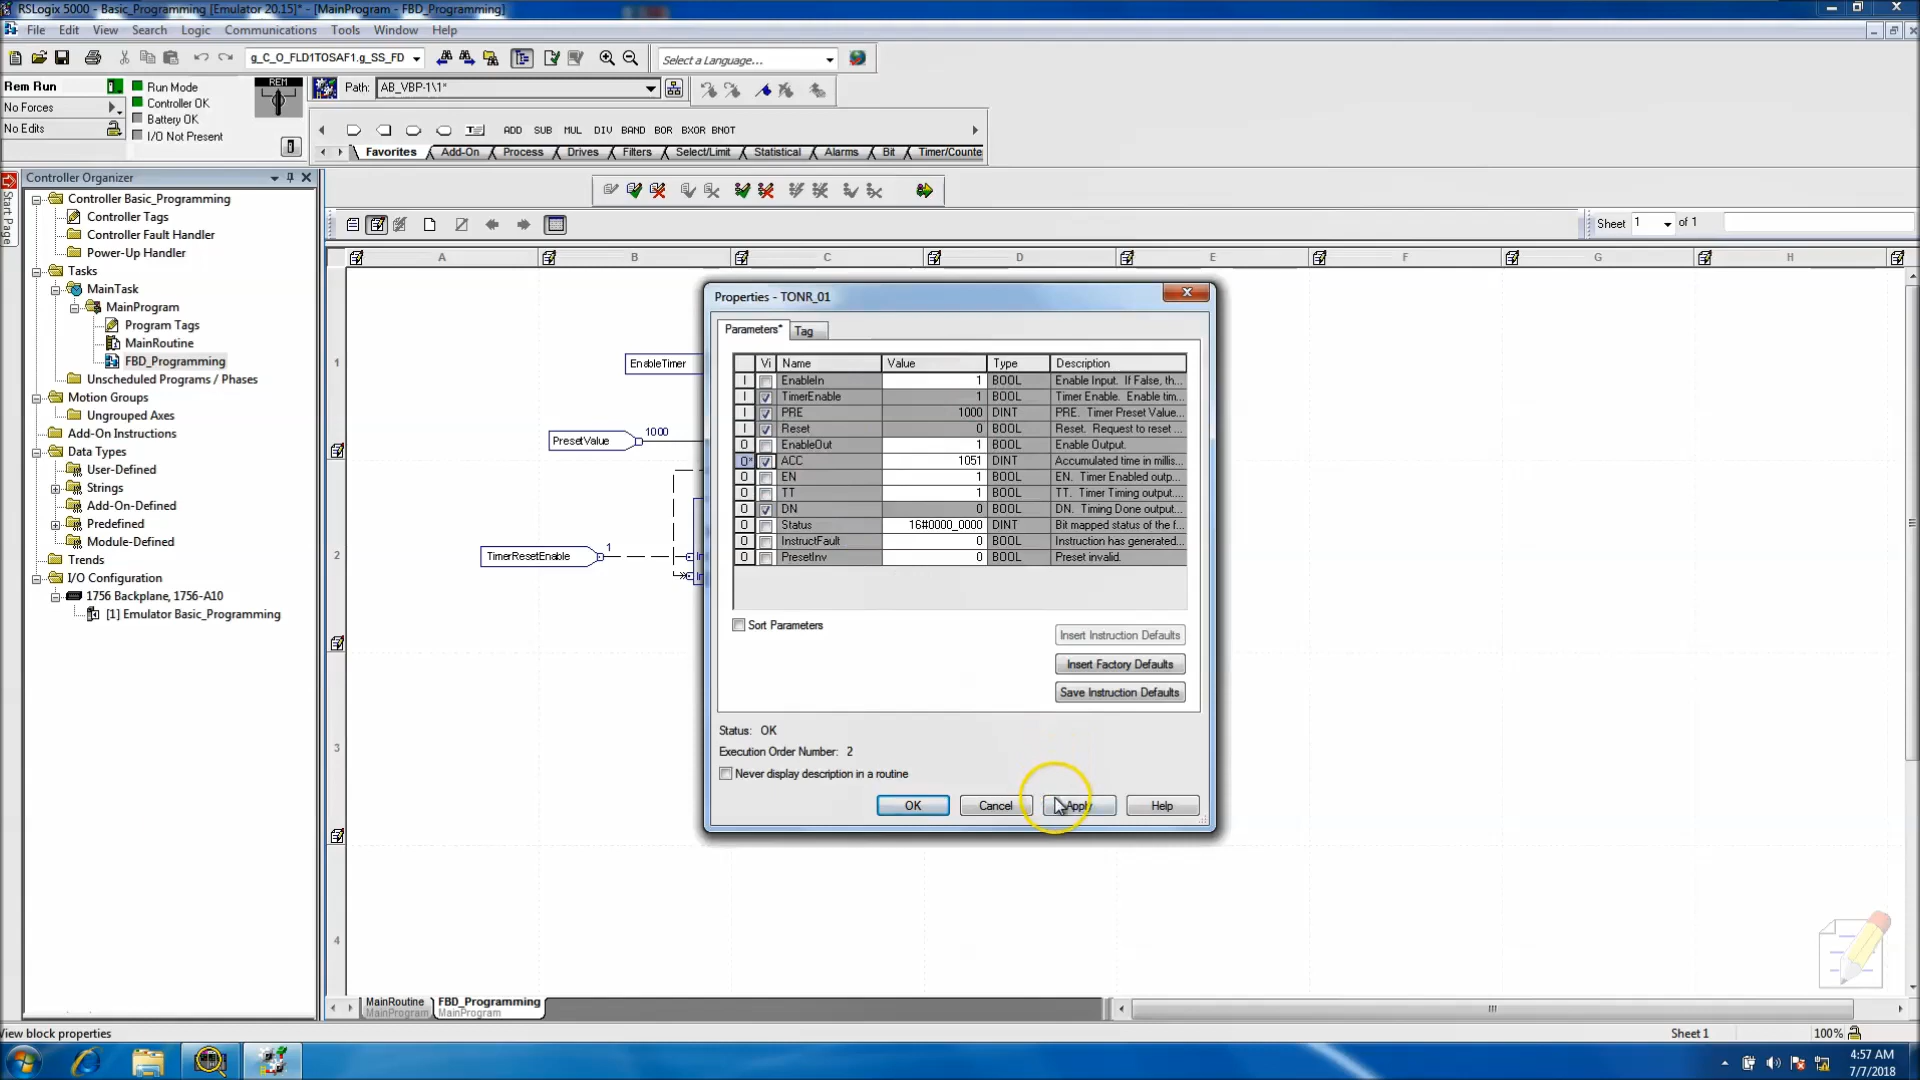 RSLogix 5000 - Basic_Programming [Emulator 20.15]* - [MainProgram - FBD_Programming]
File Edit View Search Logic Communications Tools Window Help
g_C_O_FLD1TOSAF1.g_SS_FD
Select a Language...
Rem Run
No Forces
No Edits
Run Mode
Controller OK
Battery OK
I/O Not Present
REM
Path: AB_VBP-1\1*
ADD SUB MUL DIV BAND BOR BXOR BNOT
Favorites Add-On Process Drives Filters Select/Limit Statistical Alarms Bit Timer/Counte
Start Page
Controller Organizer
Controller Basic_Programming
Controller Tags
Controller Fault Handler
Power-Up Handler
Tasks
MainTask
MainProgram
Program Tags
MainRoutine
FBD_Programming
Unscheduled Programs / Phases
Motion Groups
Ungrouped Axes
Add-On Instructions
Data Types
User-Defined
Strings
Add-On-Defined
Predefined
Module-Defined
Trends
I/O Configuration
1756 Backplane, 1756-A10
[1] Emulator Basic_Programming
Sheet 1 of 1
A B C D E F G H
1
2
3
4
EnableTimer
PresetValue
1000
TimerResetEnable
1
In
In
Properties - TONR_01
Parameters* Tag
Vi Name Value Type Description
I EnableIn 1 BOOL Enable Input. If False, th...
I TimerEnable 1 BOOL Timer Enable. Enable tim...
I PRE 1000 DINT PRE. Timer Preset Value...
I Reset 0 BOOL Reset. Request to reset ...
O EnableOut 1 BOOL Enable Output.
O* ACC 1051 DINT Accumulated time in millis...
O EN 1 BOOL EN. Timer Enabled outp...
O TT 1 BOOL TT. Timer Timing output....
O DN 0 BOOL DN. Timing Done output...
O Status 16#0000_0000 DINT Bit mapped status of the f...
O InstructFault 0 BOOL Instruction has generated...
O PresetInv 0 BOOL Preset invalid.
Sort Parameters
Insert Instruction Defaults
Insert Factory Defaults
Save Instruction Defaults
Status: OK
Execution Order Number: 2
Never display description in a routine
OK Cancel Apply Help
MainRoutine
MainProgram
FBD_Programming
MainProgram
View block properties
Sheet 1
100%
4:57 AM
7/7/2018